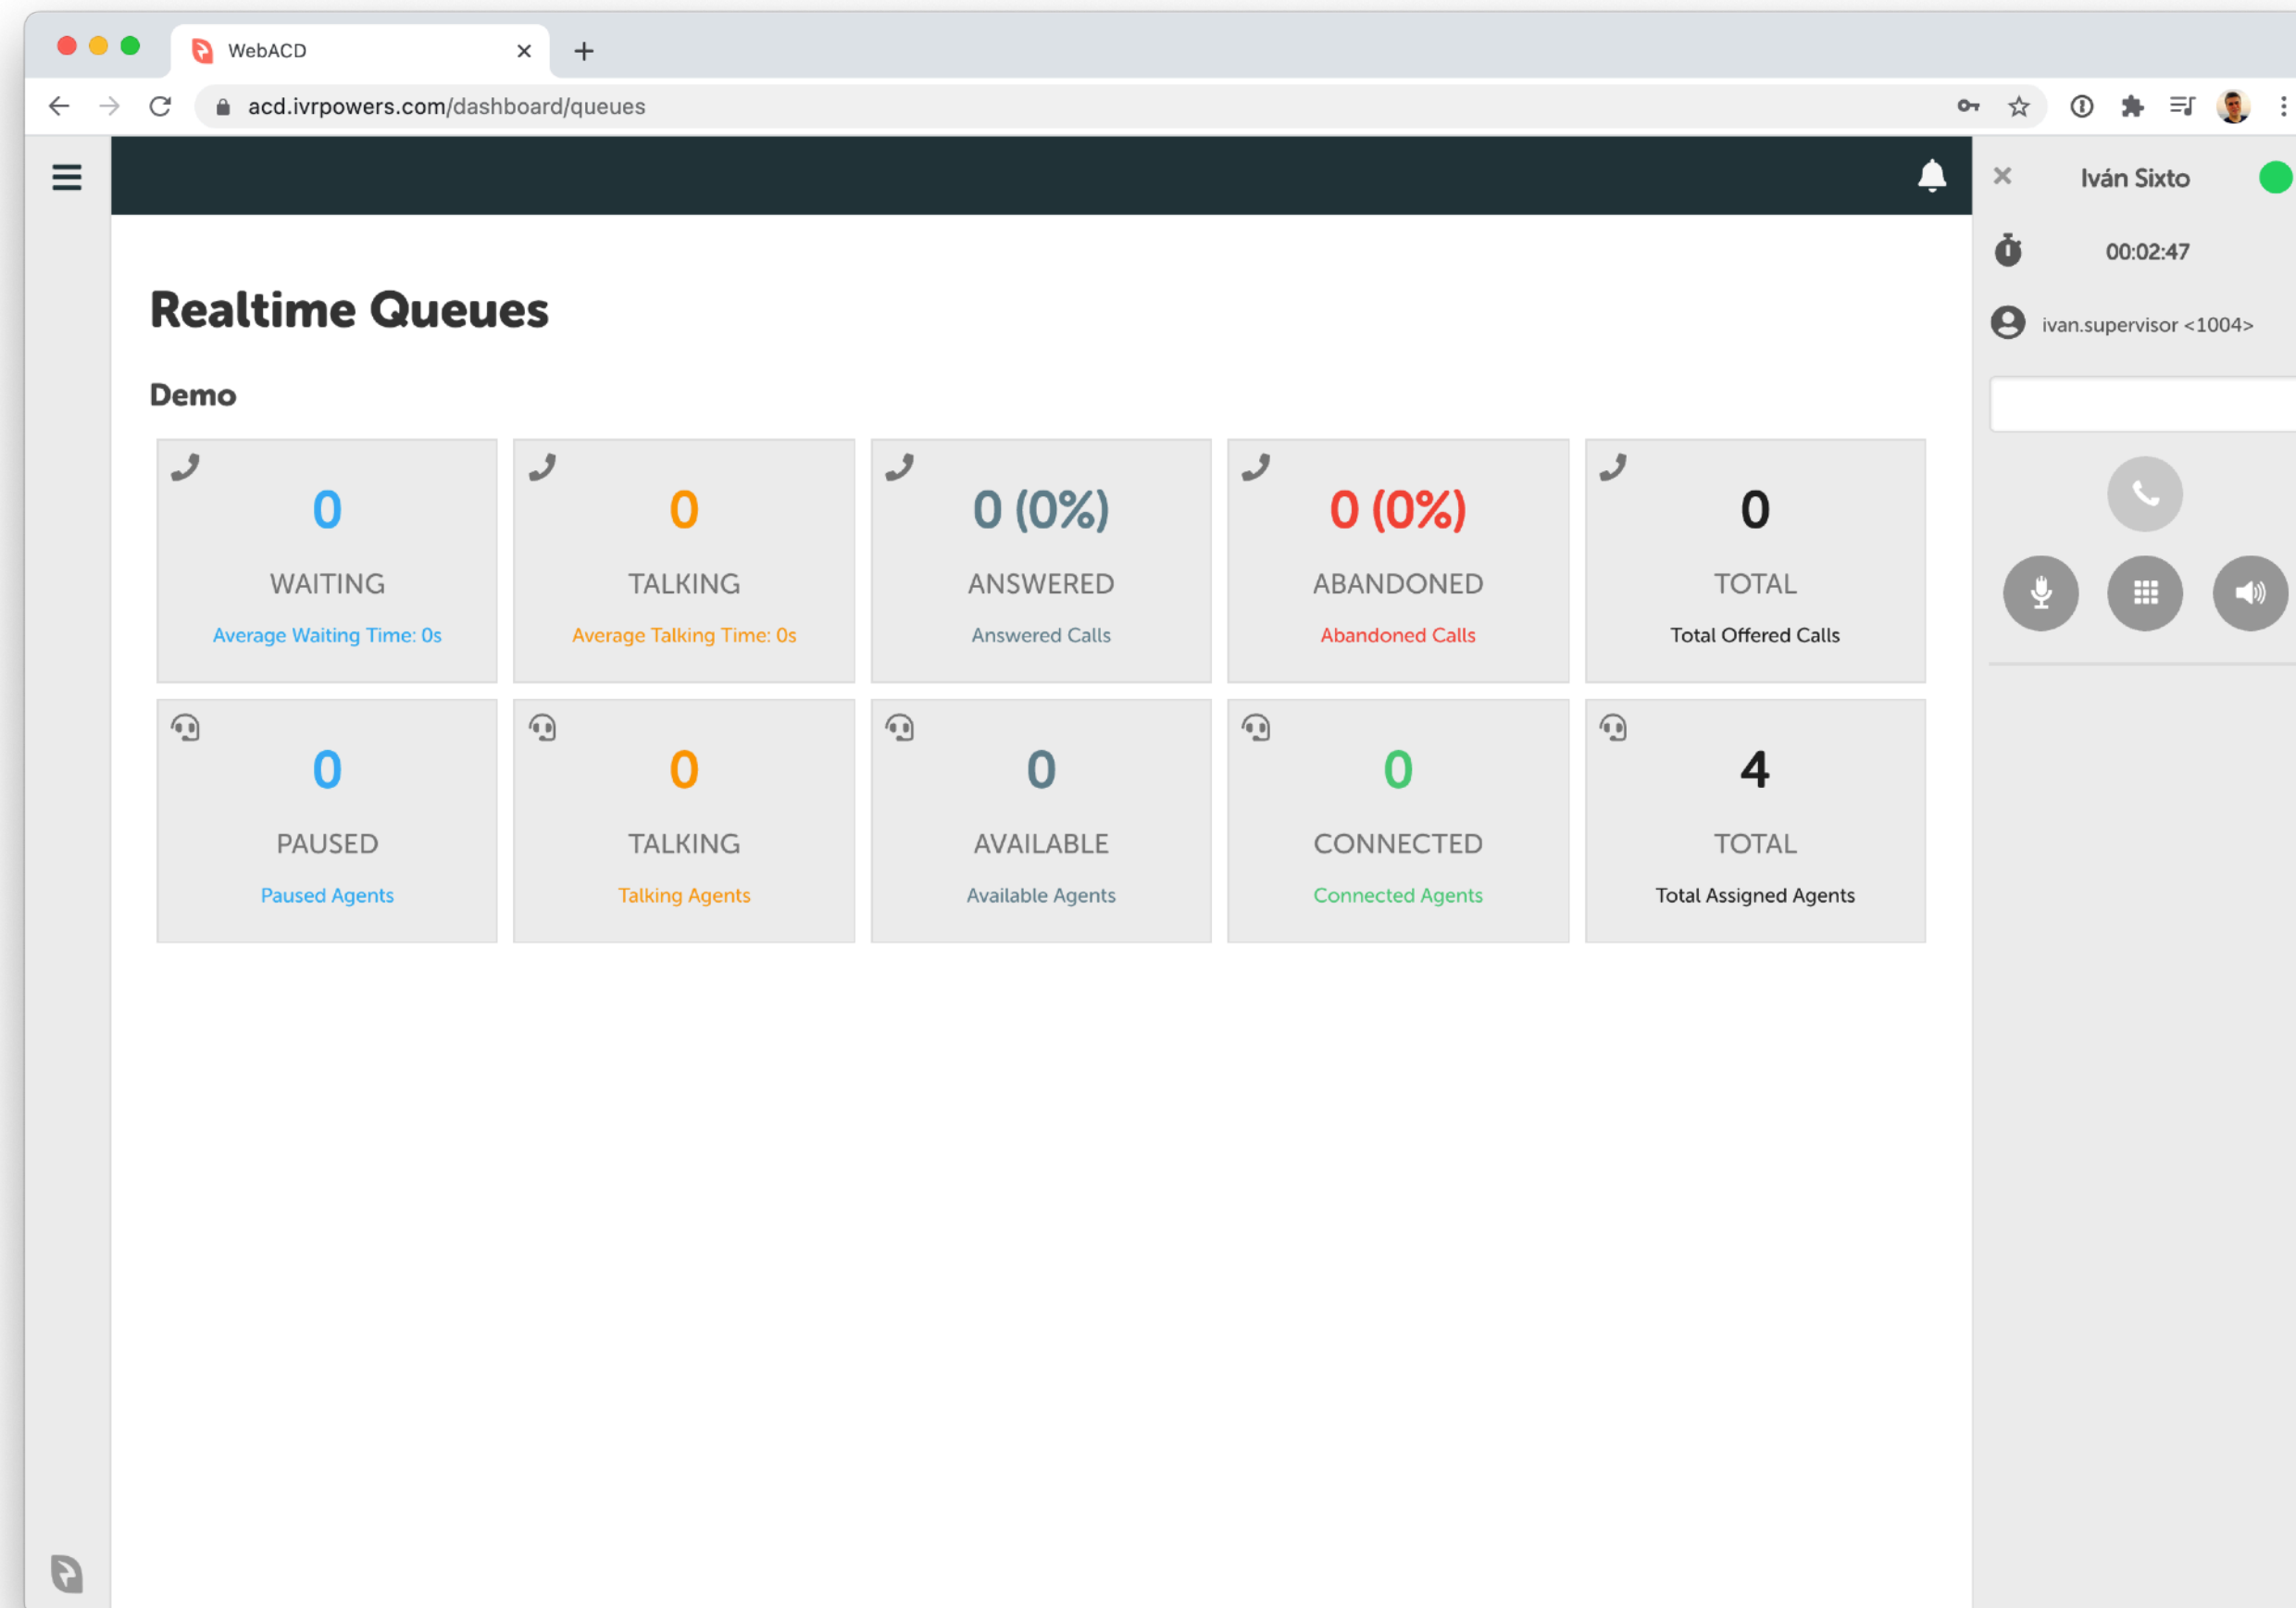 WebACD
acd.ivrpowers.com/dashboard/queues
Iván Sixto
00:02:47
ivan.supervisor <1004>
Realtime Queues
Demo
0 0 0 (0%) 0 (0%) 0
WAITING TALKING ANSWERED ABANDONED TOTAL
Average Waiting Time: 0s Average Talking Time: 0s Answered Calls Abandoned Calls Total Offered Calls
0 0 0 0 4
PAUSED TALKING AVAILABLE CONNECTED TOTAL
Paused Agents Talking Agents Available Agents Connected Agents Total Assigned Agents